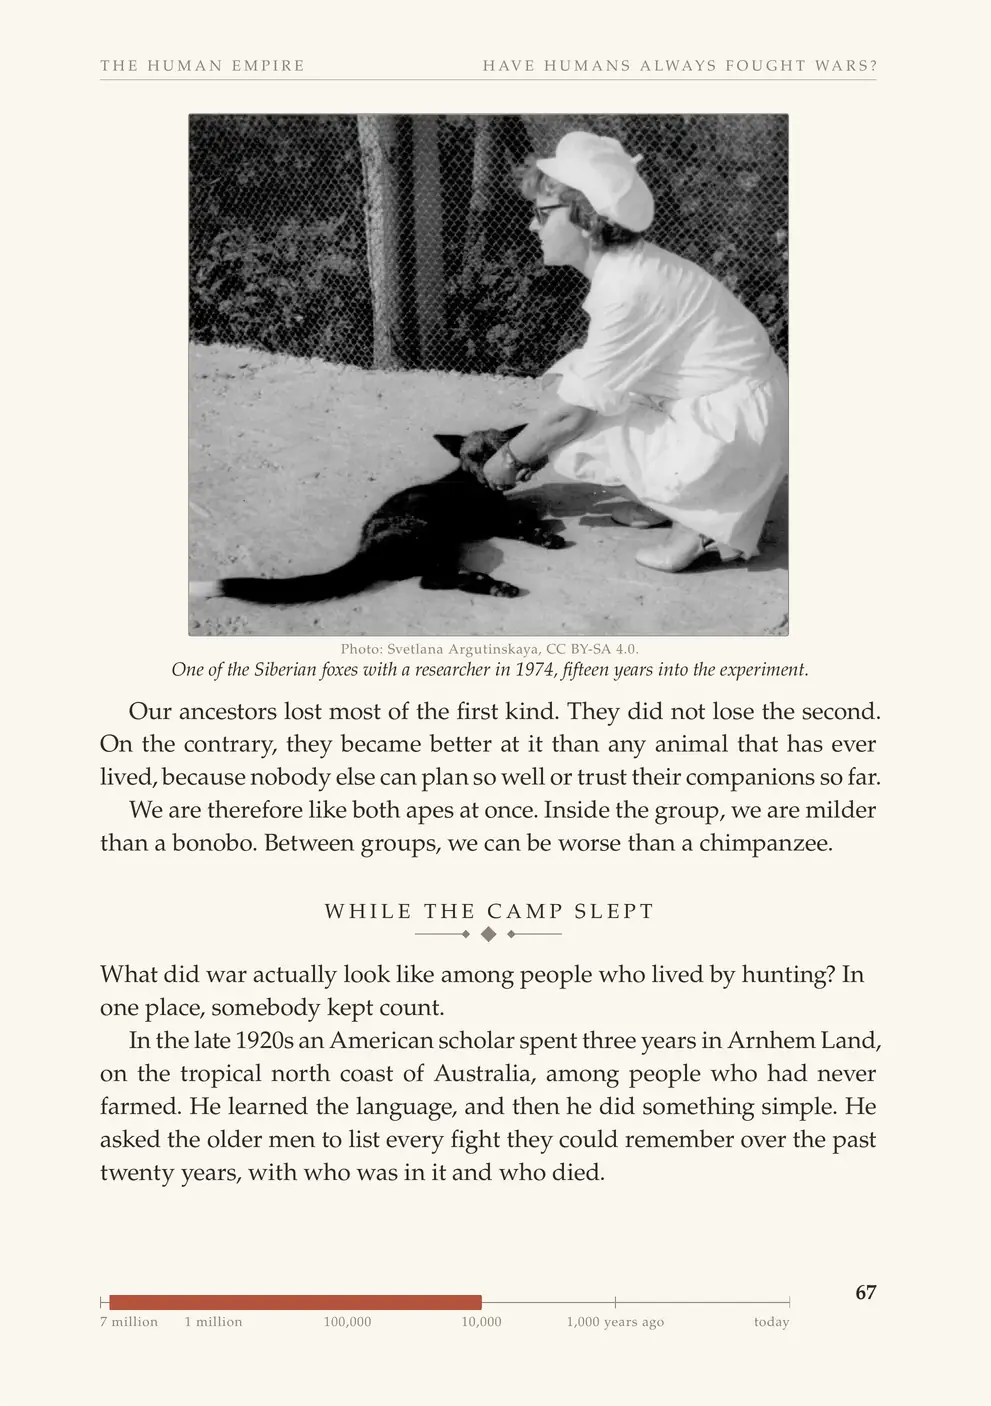 THE HUMAN EMPIRE
HAVE HUMANS ALWAYS FOUGHT WARS?
Photo: Svetlana Argutinskaya, CC BY-SA 4.0.
One of the Siberian foxes with a researcher in 1974, fifteen years into the experiment.
Our ancestors lost most of the first kind. They did not lose the second.
On the contrary, they became better at it than any animal that has ever
lived, because nobody else can plan so well or trust their companions so far.
We are therefore like both apes at once. Inside the group, we are milder
than a bonobo. Between groups, we can be worse than a chimpanzee.
WHILE THE CAMP SLEPT
What did war actually look like among people who lived by hunting? In
one place, somebody kept count.
In the late 1920s an American scholar spent three years in Arnhem Land,
on the tropical north coast of Australia, among people who had never
farmed. He learned the language, and then he did something simple. He
asked the older men to list every fight they could remember over the past
twenty years, with who was in it and who died.
67
7 million 1 million 100,000 10,000 1,000 years ago today